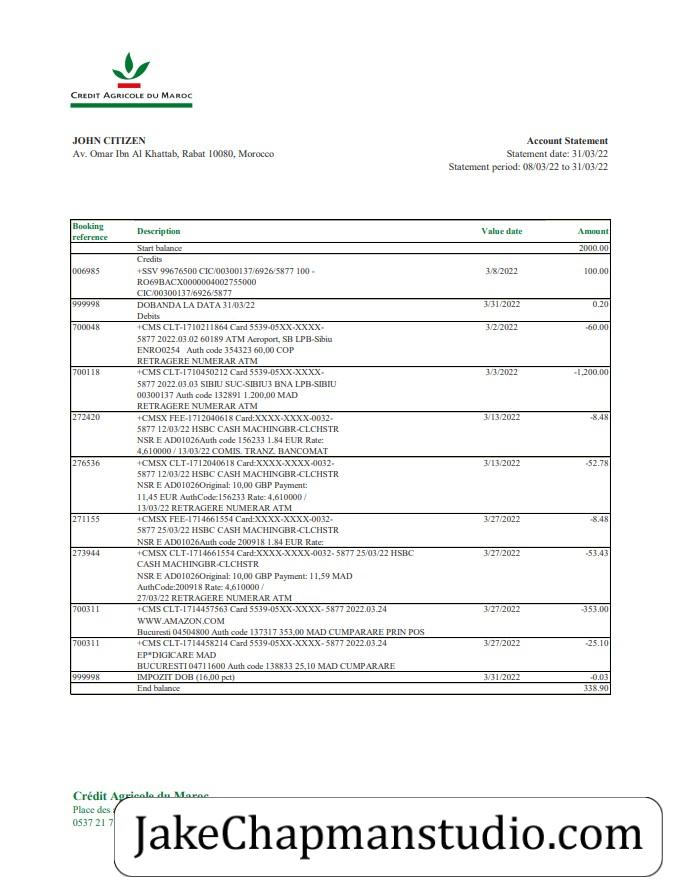 CREDIT AGRICOLE DU MAROC
JOHN CITIZEN
Av. Omar Ibn Al Khattab, Rabat 10080, Morocco
Account Statement
Statement date: 31/03/22
Statement period: 08/03/22 to 31/03/22
Booking reference Description Value date Amount
Start balance 2000.00
Credits
006985 +SSV 99676500 CIC/00300137/6926/5877 100 - 3/8/2022 100.00
RO69BACX0000004002755000
CIC/00300137/6926/5877
999998 DOBANDA LA DATA 31/03/22 3/31/2022 0.20
Debits
700048 +CMS CLT-1710211864 Card 5539-05XX-XXXX- 3/2/2022 -60.00
5877 2022.03.02 60189 ATM Aeroport, SB LPB-Sibiu
ENRO0254 Auth code 354323 60,00 COP
RETRAGERE NUMERAR ATM
700118 +CMS CLT-1710450212 Card 5539-05XX-XXXX- 3/3/2022 -1,200.00
5877 2022.03.03 SIBIU SUC-SIBIU3 BNA LPB-SIBIU
00300137 Auth code 132891 1.200,00 MAD
RETRAGERE NUMERAR ATM
272420 +CMSX FEE-1712040618 Card:XXXX-XXXX-0032- 3/13/2022 -8.48
5877 12/03/22 HSBC CASH MACHINGBR-CLCHSTR
NSR E AD01026Auth code 156233 1.84 EUR Rate:
4,610000 / 13/03/22 COMIS. TRANZ. BANCOMAT
276536 +CMSX CLT-1712040618 Card:XXXX-XXXX-0032- 3/13/2022 -52.78
5877 12/03/22 HSBC CASH MACHINGBR-CLCHSTR
NSR E AD01026Original: 10,00 GBP Payment:
11,45 EUR AuthCode:156233 Rate: 4,610000 /
13/03/22 RETRAGERE NUMERAR ATM
271155 +CMSX FEE-1714661554 Card:XXXX-XXXX-0032- 3/27/2022 -8.48
5877 25/03/22 HSBC CASH MACHINGBR-CLCHSTR
NSR E AD01026Auth code 200918 1.84 EUR Rate:
273944 +CMSX CLT-1714661554 Card:XXXX-XXXX-0032- 5877 25/03/22 HSBC 3/27/2022 -53.43
CASH MACHINGBR-CLCHSTR
NSR E AD01026Original: 10,00 GBP Payment: 11,59 MAD
AuthCode:200918 Rate: 4,610000 /
27/03/22 RETRAGERE NUMERAR ATM
700311 +CMS CLT-1714457563 Card 5539-05XX-XXXX- 5877 2022.03.24 3/27/2022 -353.00
WWW.AMAZON.COM
Bucuresti 04504800 Auth code 137317 353,00 MAD CUMPARARE PRIN POS
700311 +CMS CLT-1714458214 Card 5539-05XX-XXXX- 5877 2022.03.24 3/27/2022 -25.10
EP*DIGICARE MAD
BUCURESTI 04711600 Auth code 138833 25,10 MAD CUMPARARE
999998 IMPOZIT DOB (16,00 pct) 3/31/2022 -0.03
End balance 338.90
Crédit Agricole du Maroc
Place des
0537 21 7
JakeChapmanstudio.com